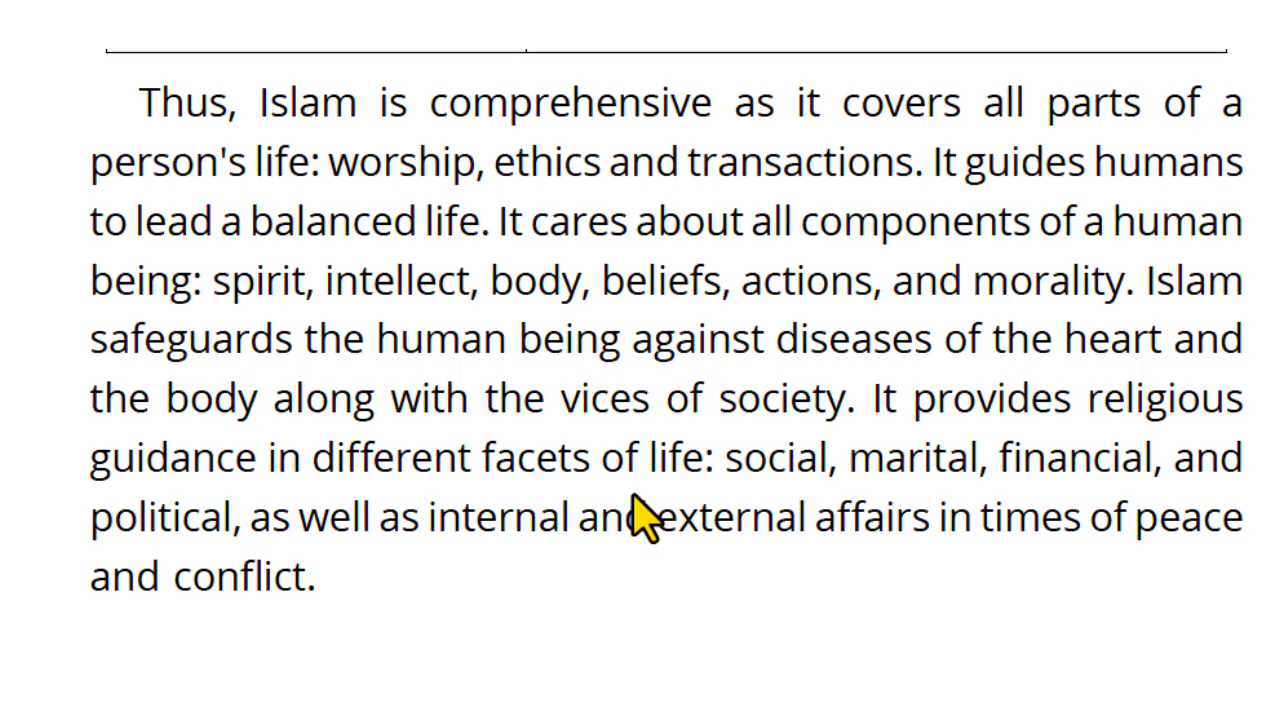 Thus, Islam is comprehensive as it covers all parts of a
person's life: worship, ethics and transactions. It guides humans
to lead a balanced life. It cares about all components of a human
being: spirit, intellect, body, beliefs, actions, and morality. Islam
safeguards the human being against diseases of the heart and
the body along with the vices of society. It provides religious
guidance in different facets of life: social, marital, financial, and
political, as well as internal and external affairs in times of peace
and conflict.